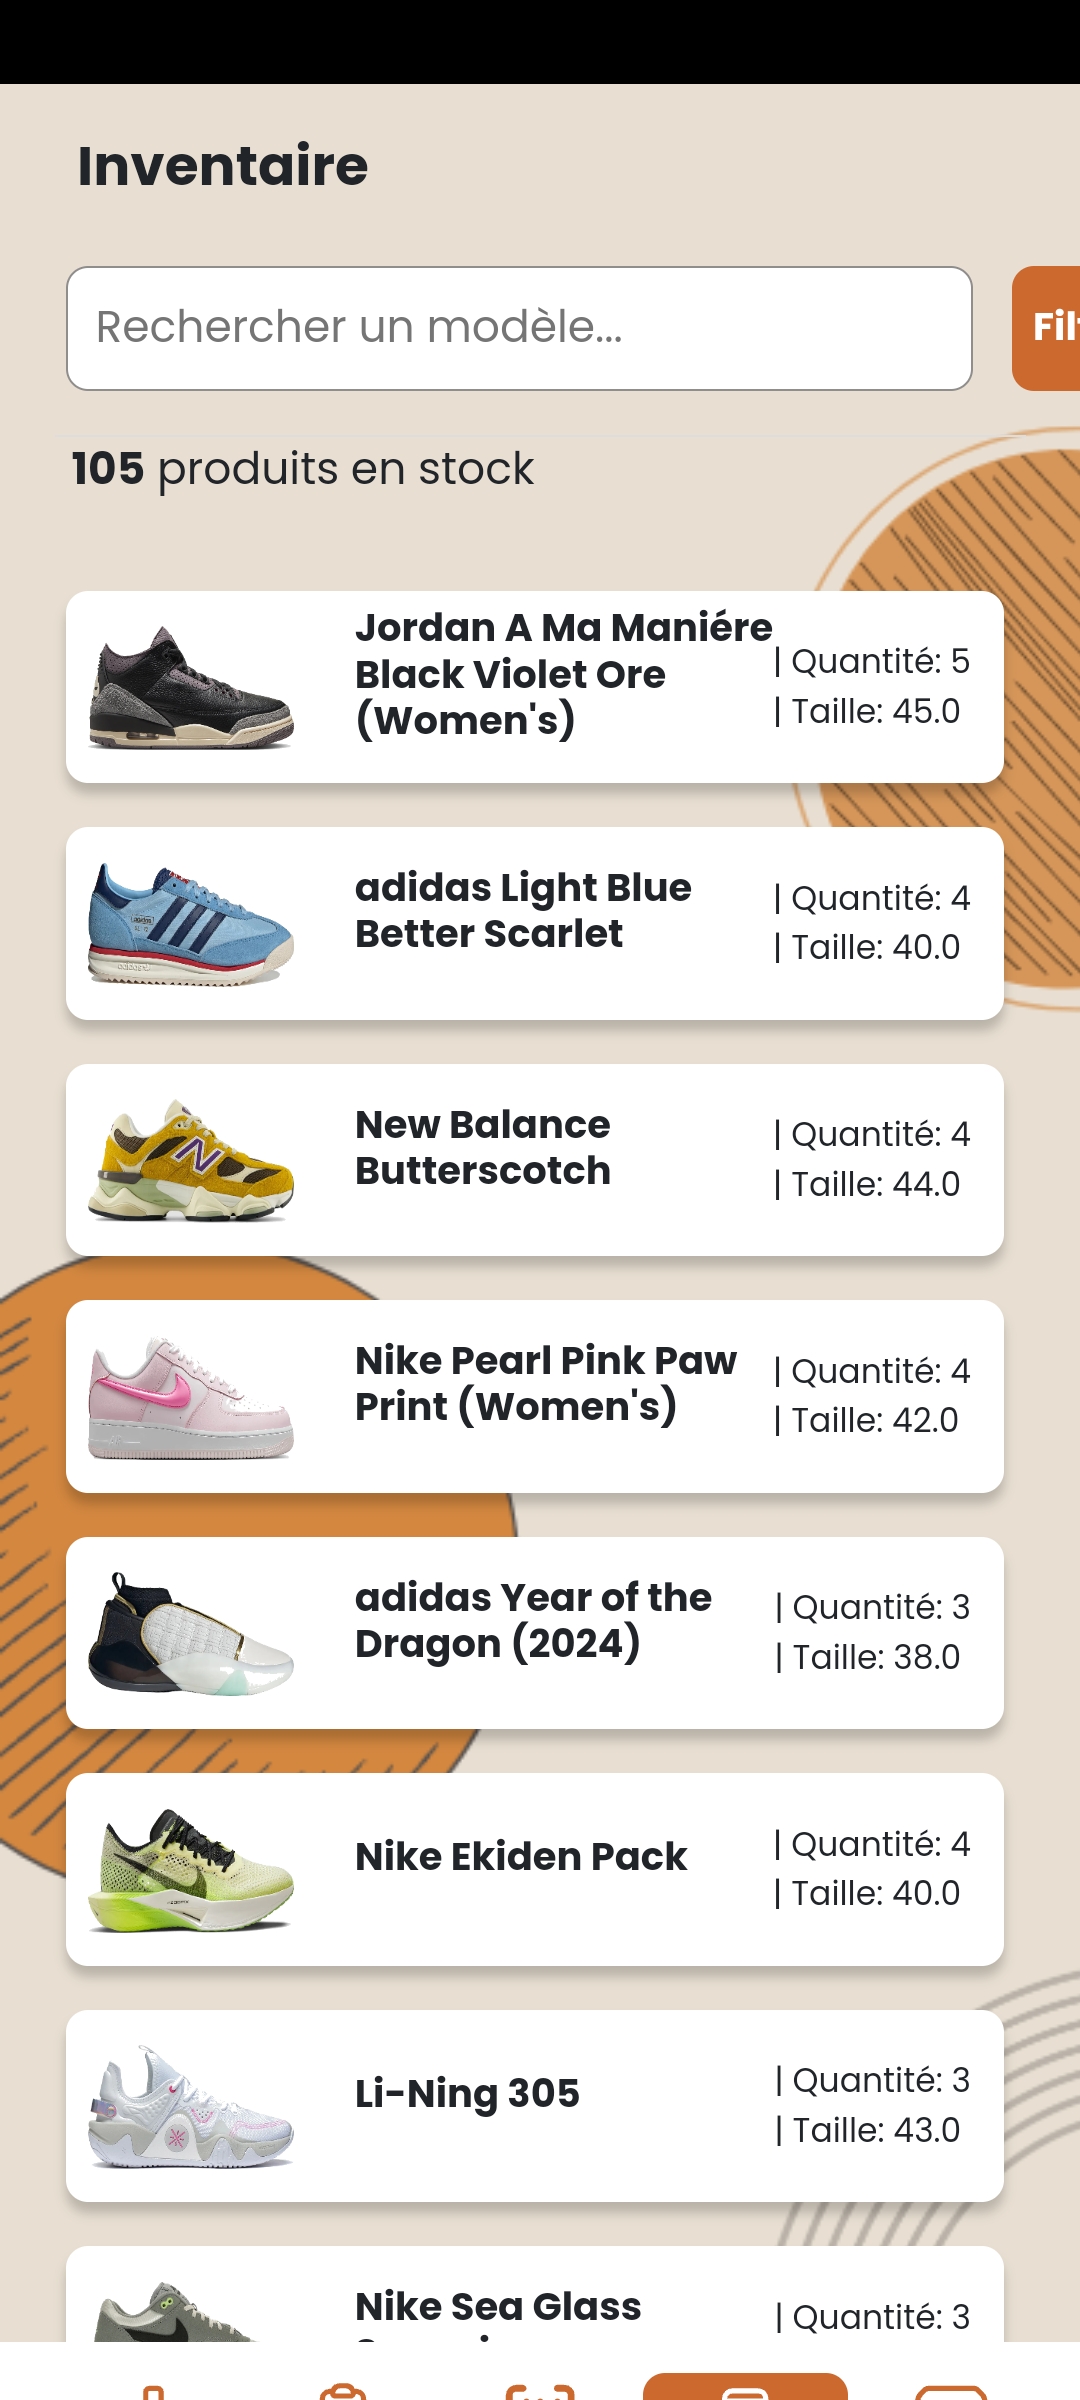 Inventaire
Rechercher un modèle...
105 produits en stock
Jordan A Ma Maniére
Black Violet Ore
(Women's)
| Quantité: 5
| Taille: 45.0
adidas Light Blue
Better Scarlet
| Quantité: 4
| Taille: 40.0
New Balance
Butterscotch
| Quantité: 4
| Taille: 44.0
Nike Pearl Pink Paw
Print (Women's)
| Quantité: 4
| Taille: 42.0
adidas Year of the
Dragon (2024)
| Quantité: 3
| Taille: 38.0
Nike Ekiden Pack
| Quantité: 4
| Taille: 40.0
Li-Ning 305
| Quantité: 3
| Taille: 43.0
Nike Sea Glass
| Quantité: 3